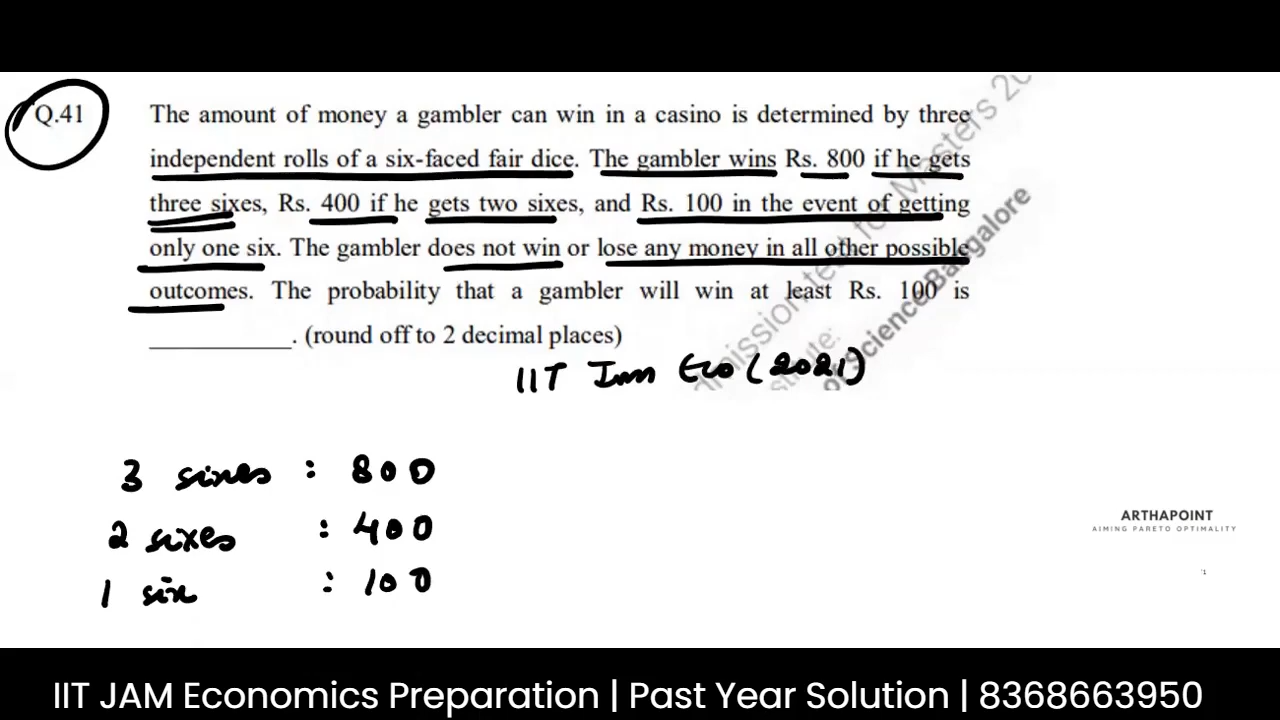 Q.41 The amount of money a gambler can win in a casino is determined by three
independent rolls of a six-faced fair dice. The gambler wins Rs. 800 if he gets
three sixes, Rs. 400 if he gets two sixes, and Rs. 100 in the event of getting
only one six. The gambler does not win or lose any money in all other possible
outcomes. The probability that a gambler will win at least Rs. 100 is
____________. (round off to 2 decimal places)
IIT Jam Eco (2021)
3 sixes : 800
2 sixes : 400
1 six : 100
ARTHAPOINT
AIMING PARETO OPTIMALITY
IIT JAM Economics Preparation | Past Year Solution | 8368663950